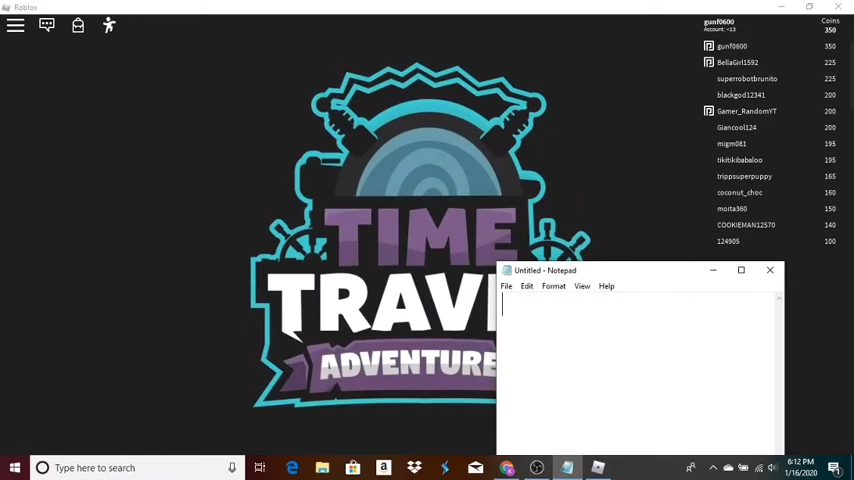 Roblox
gunf0600
Account: <13
Coins
350
gunf0600 350
BellaGirl1592 225
superrobotbrunito 225
blackgod12341 200
Gamer_RandomYT 200
Giancool124 200
migm081 195
tikitikibabaloo 195
trippsuperpuppy 165
coconut_choc 160
moita360 150
COOKIEMAN12570 140
124905 100
TIME
TRAVE
ADVENTURE
Untitled - Notepad
File Edit Format View Help
Type here to search
6:12 PM
1/16/2020